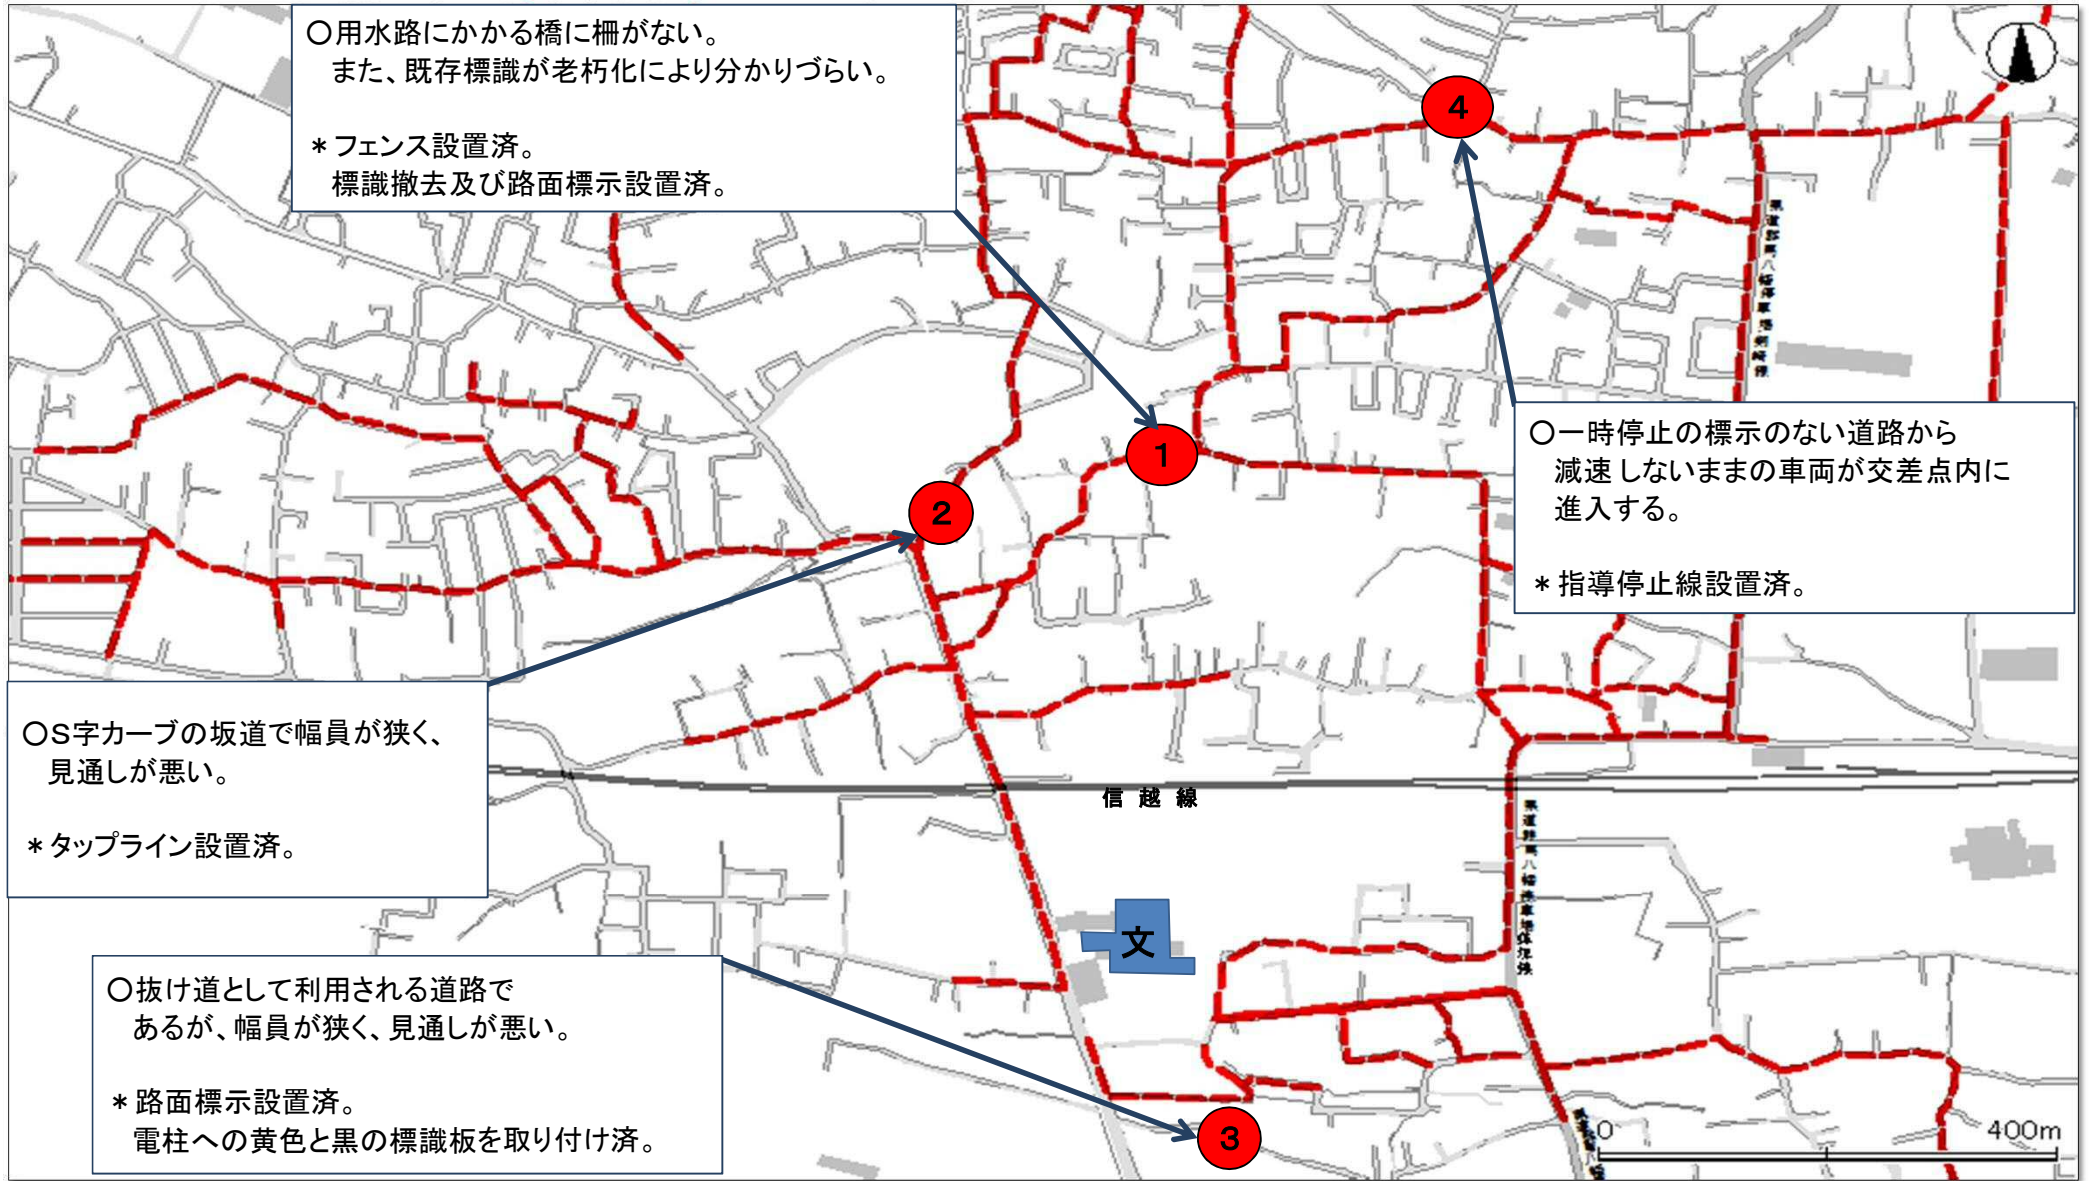 〇用水路にかかる橋に柵がない。
また、既存標識が老朽化により分かりづらい。
＊フェンス設置済。
標識撤去及び路面標示設置済。
4
1
2
〇一時停止の標示のない道路から
減速しないままの車両が交差点内に
進入する。
＊指導停止線設置済。
〇S字カーブの坂道で幅員が狭く、
見通しが悪い。
＊タップライン設置済。
信越線
文
〇抜け道として利用される道路で
あるが、幅員が狭く、見通しが悪い。
＊路面標示設置済。
電柱への黄色と黒の標識板を取り付け済。
3
0
400m